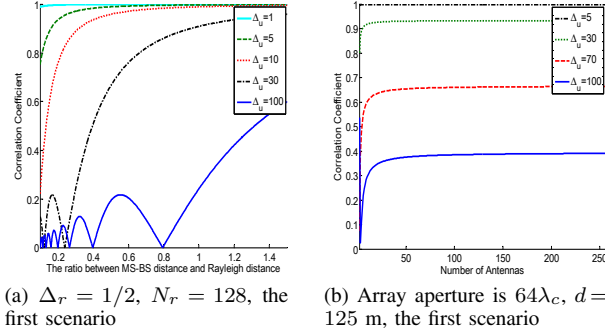 Correlation Coefficient
1
0.8
0.6
0.4
0.2
0
0.2 0.4 0.6 0.8 1 1.2 1.4
The ratio between MS-BS distance and Rayleigh distance
Δu=1
Δu=5
Δu=10
Δu=30
Δu=100
(a) Δr = 1/2, Nr = 128, the
first scenario
Correlation Coefficient
1
0.9
0.8
0.7
0.6
0.5
0.4
0.3
0.2
0.1
0
50 100 150 200 250
Number of Antennas
Δu=5
Δu=30
Δu=70
Δu=100
(b) Array aperture is 64λc, d =
125 m, the first scenario